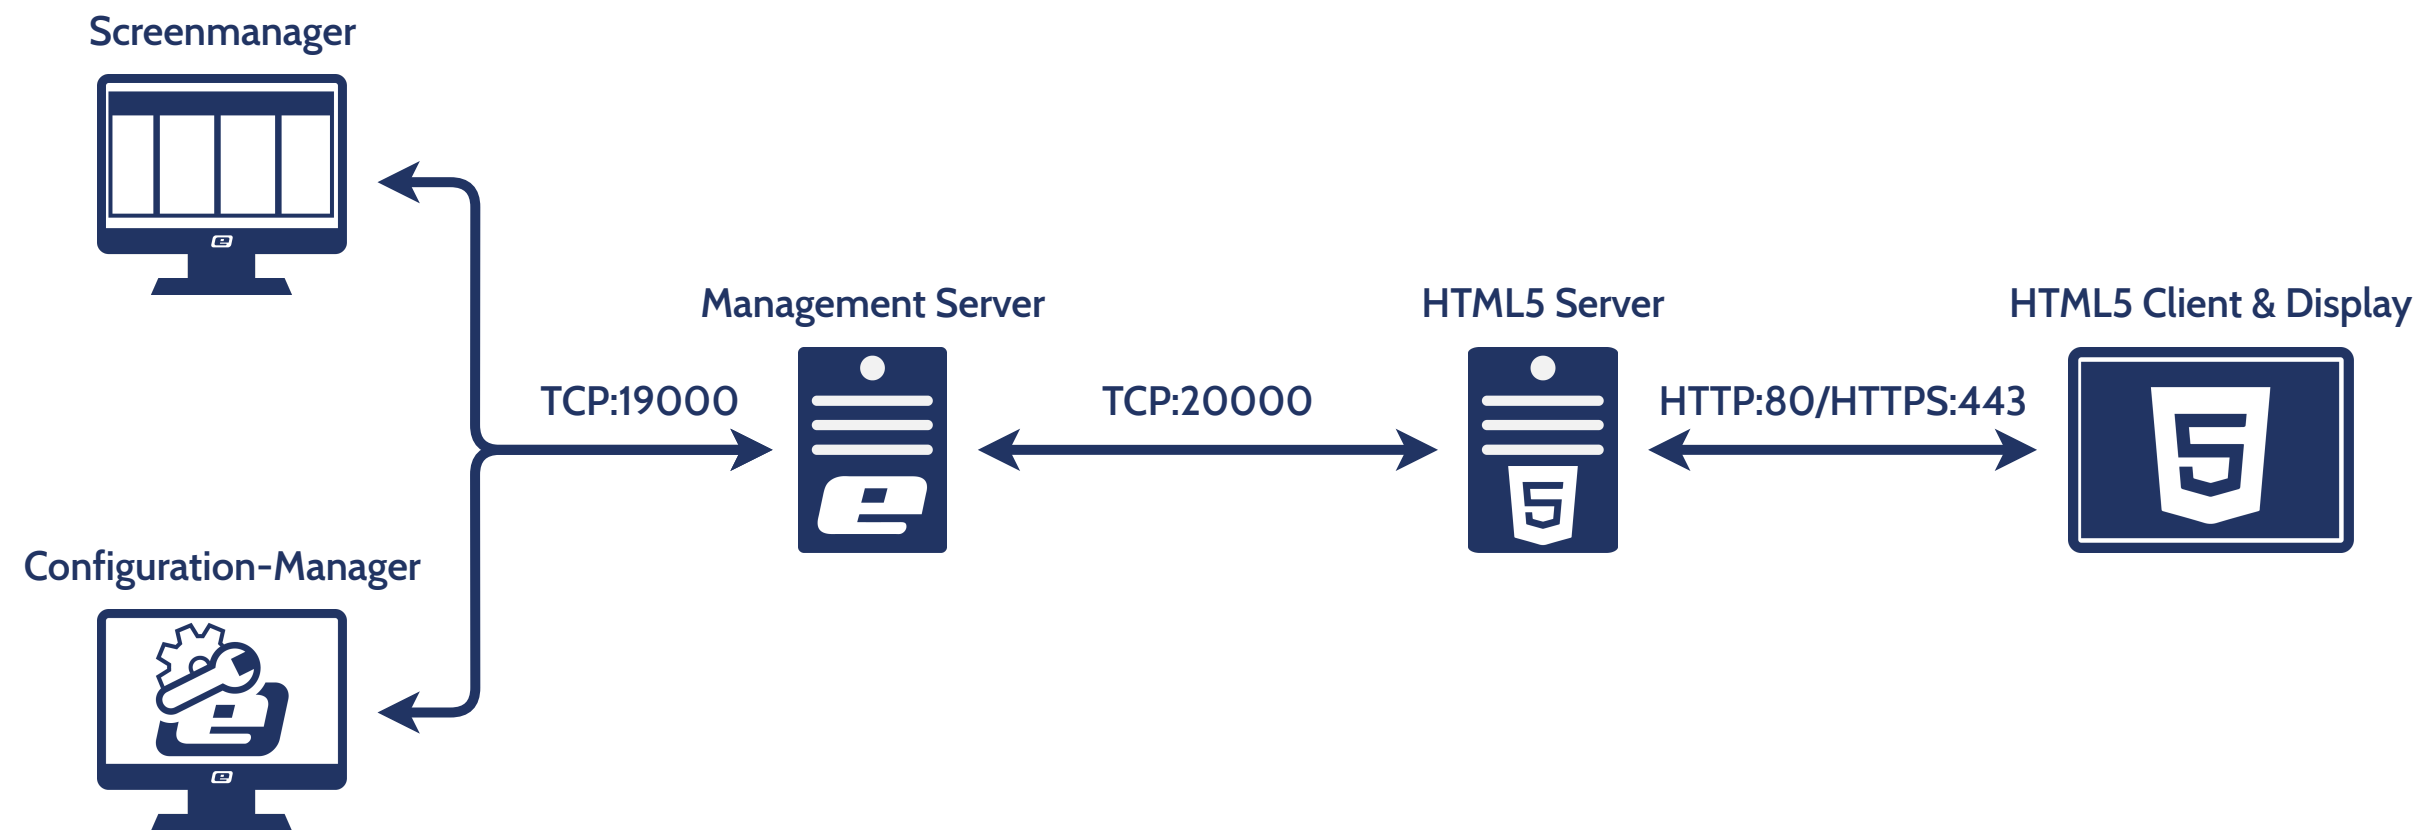 Screenmanager
Management Server
HTML5 Server
HTML5 Client & Display
TCP:19000
TCP:20000
HTTP:80/HTTPS:443
Configuration-Manager